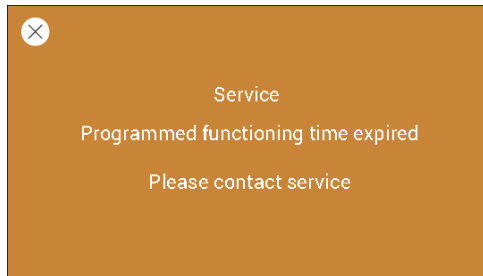 Service
Programmed functioning time expired
Please contact service